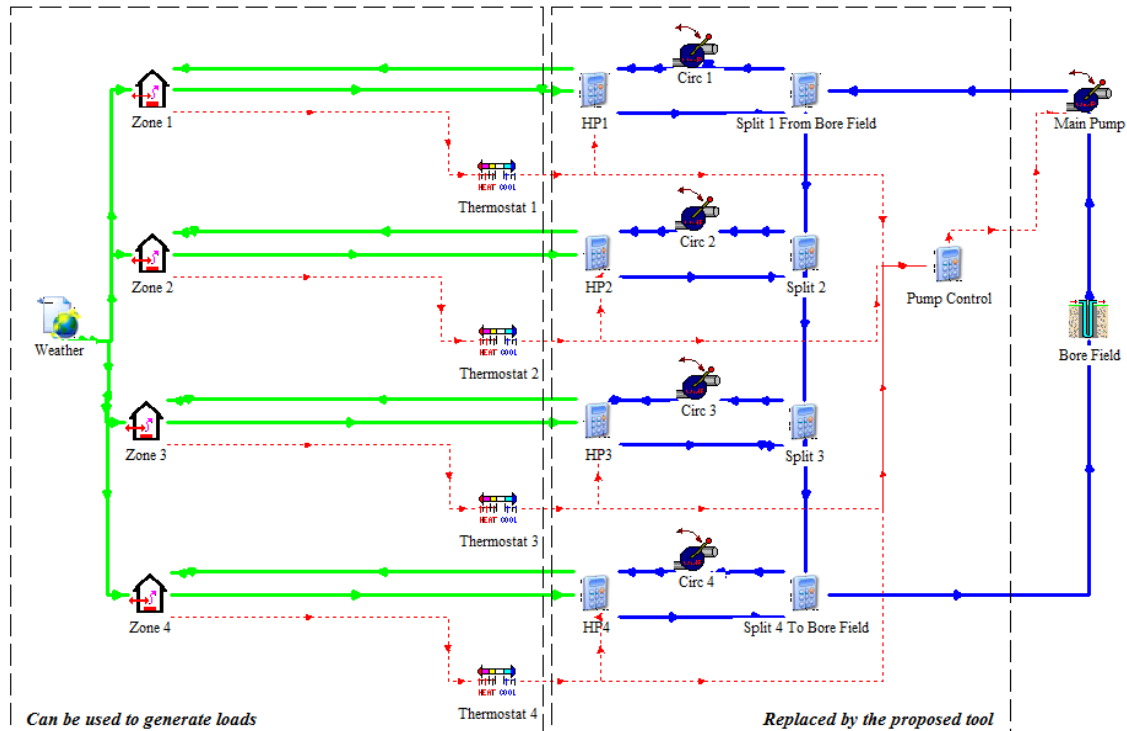 Circ 1
Zone 1
HP1
Split 1 From Bore Field
Main Pump
HEAT COOL
Thermostat 1
Circ 2
Zone 2
HP2
Split 2
Pump Control
Weather
Bore Field
HEAT COOL
Thermostat 2
Circ 3
Zone 3
HP3
Split 3
HEAT COOL
Thermostat 3
Circ 4
Zone 4
HP4
Split 4 To Bore Field
HEAT COOL
Thermostat 4
Can be used to generate loads
Replaced by the proposed tool